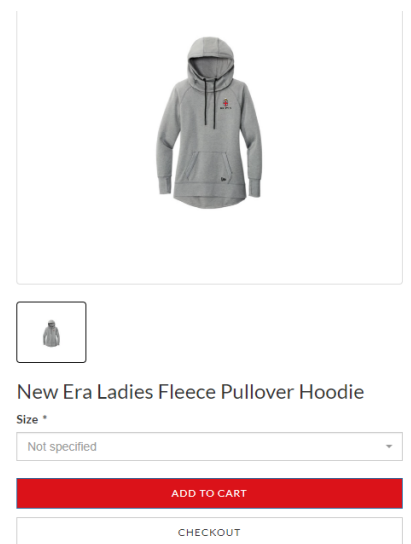 New Era Ladies Fleece Pullover Hoodie
Size *
Not specified
ADD TO CART
CHECKOUT